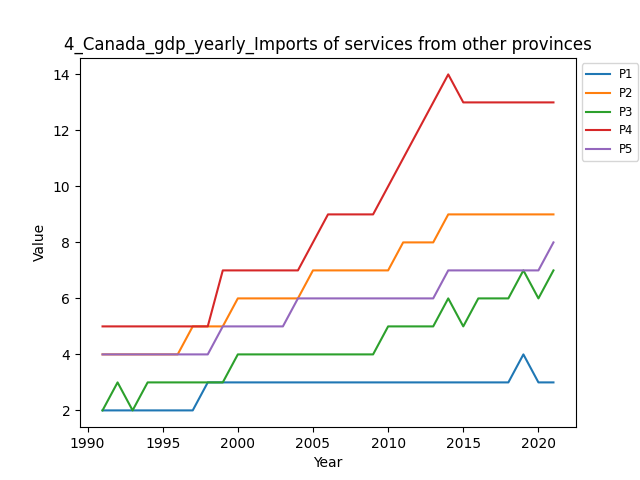 4_Canada_gdp_yearly_Imports of services from other provinces
14
12
10
8
6
4
2
Value
1990
1995
2000
2005
2010
2015
2020
Year
P1
P2
P3
P4
P5